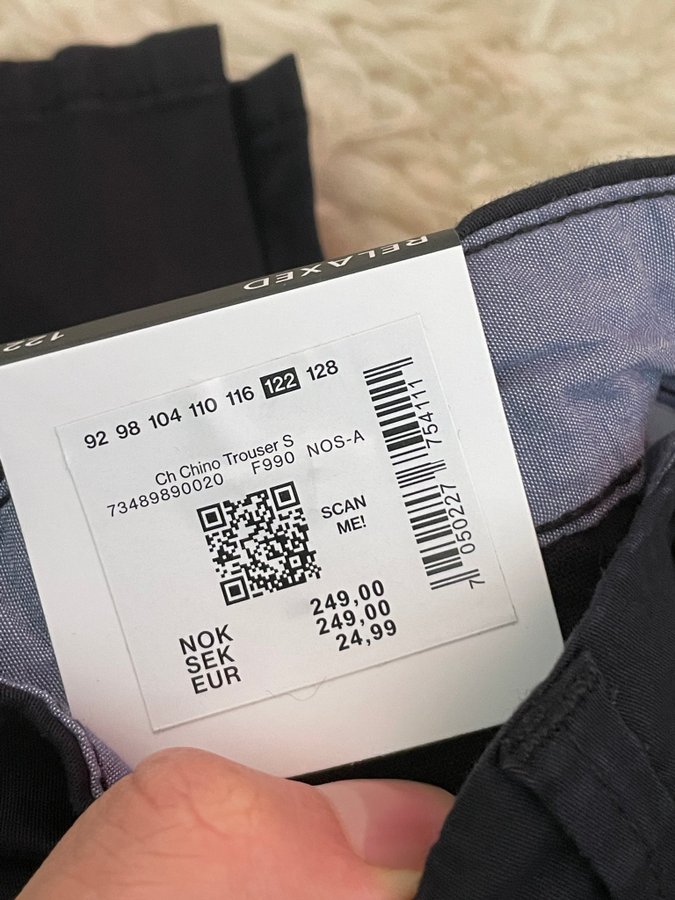 RELAXED
122
92 98 104 110 116 122 128
Ch Chino Trouser S
73489890020 F990 NOS-A
SCAN
ME!
7 050227 754111
NOK 249,00
SEK 249,00
EUR 24,99